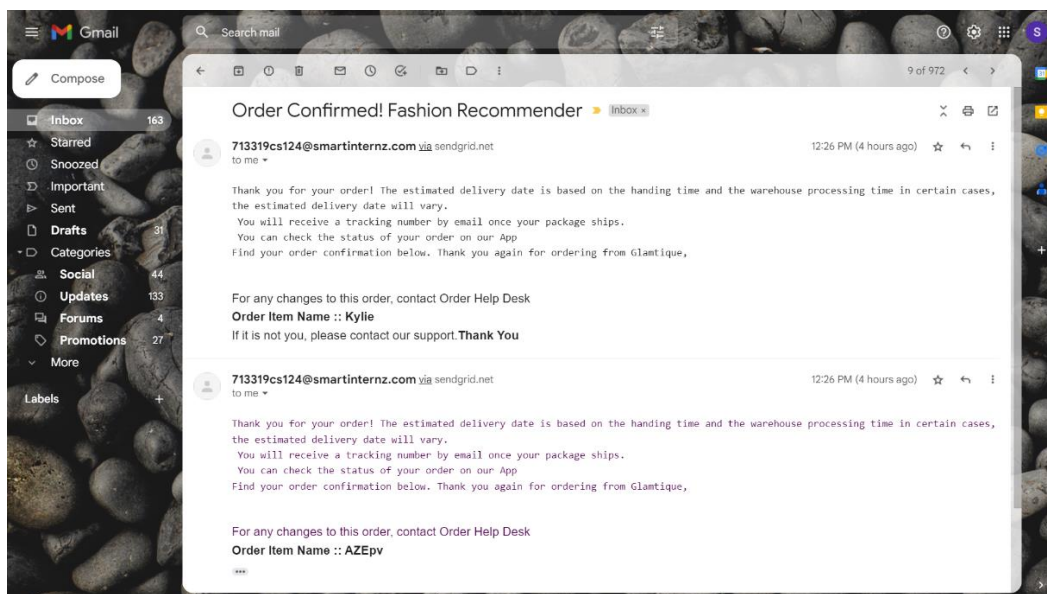 Gmail
Search mail
S
Compose
9 of 972
Inbox 163
Starred
Snoozed
Important
Sent
Drafts 31
Categories
Social 44
Updates 133
Forums 4
Promotions 27
More
Labels +
Order Confirmed! Fashion Recommender Inbox ×
713319cs124@smartinternz.com via sendgrid.net 12:26 PM (4 hours ago)
to me
Thank you for your order! The estimated delivery date is based on the handing time and the warehouse processing time in certain cases,
the estimated delivery date will vary.
You will receive a tracking number by email once your package ships.
You can check the status of your order on our App
Find your order confirmation below. Thank you again for ordering from Glamtique,
For any changes to this order, contact Order Help Desk
Order Item Name :: Kylie
If it is not you, please contact our support.Thank You
713319cs124@smartinternz.com via sendgrid.net 12:26 PM (4 hours ago)
to me
Thank you for your order! The estimated delivery date is based on the handing time and the warehouse processing time in certain cases,
the estimated delivery date will vary.
You will receive a tracking number by email once your package ships.
You can check the status of your order on our App
Find your order confirmation below. Thank you again for ordering from Glamtique,
For any changes to this order, contact Order Help Desk
Order Item Name :: AZEpv